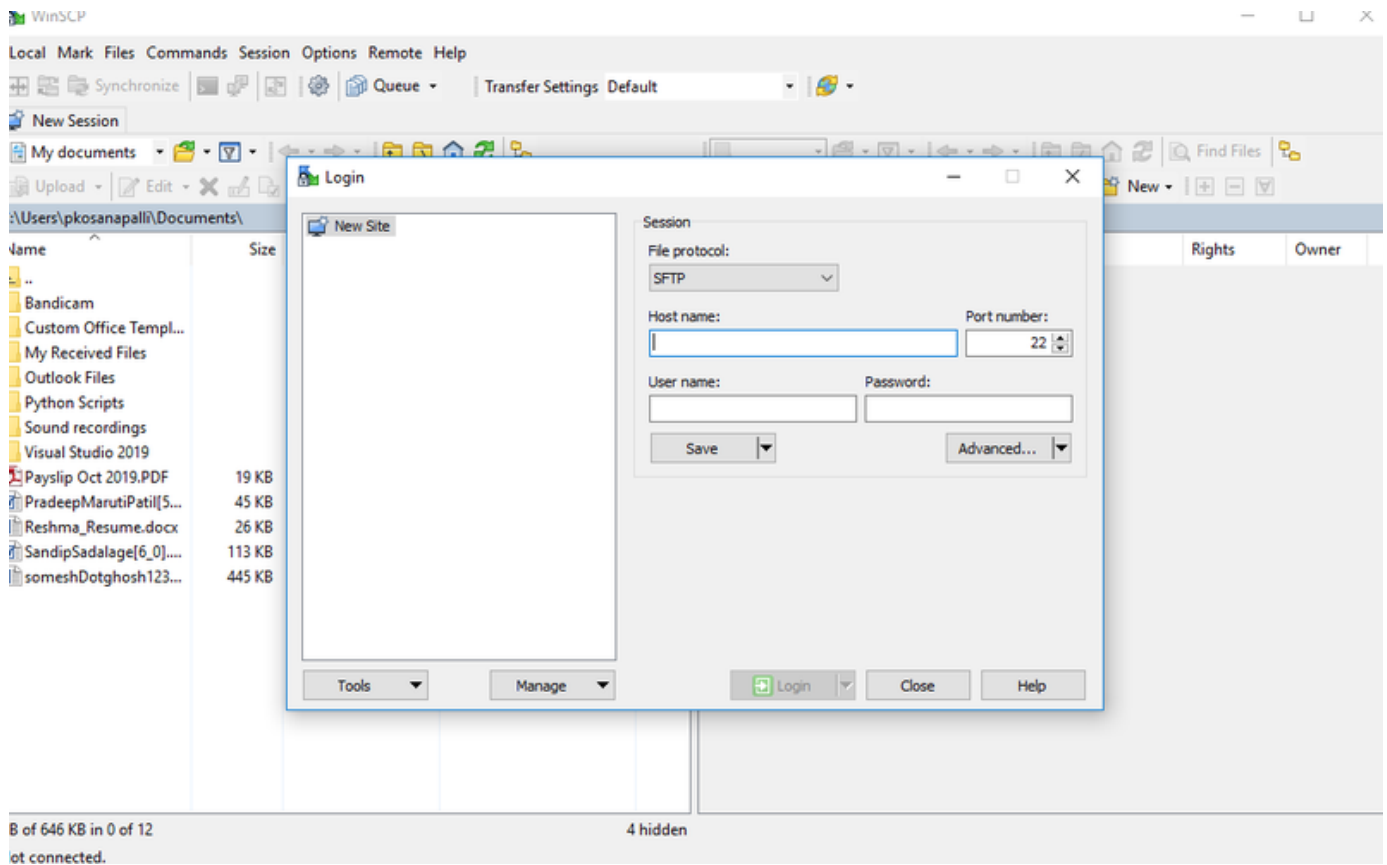 WinSCP
Local Mark Files Commands Session Options Remote Help
Synchronize Queue Transfer Settings Default
New Session
My documents Find Files
Upload Edit New
:\Users\pkosanapalli\Documents\
Name Size Rights Owner
..
Bandicam
Custom Office Templ...
My Received Files
Outlook Files
Python Scripts
Sound recordings
Visual Studio 2019
Payslip Oct 2019.PDF 19 KB
PradeepMarutiPatil[5... 45 KB
Reshma_Resume.docx 26 KB
SandipSadalage[6_0].... 113 KB
someshDotghosh123... 445 KB
Login
New Site
Session
File protocol:
SFTP
Host name: Port number:
22
User name: Password:
Save Advanced...
Tools Manage Login Close Help
B of 646 KB in 0 of 12 4 hidden
ot connected.